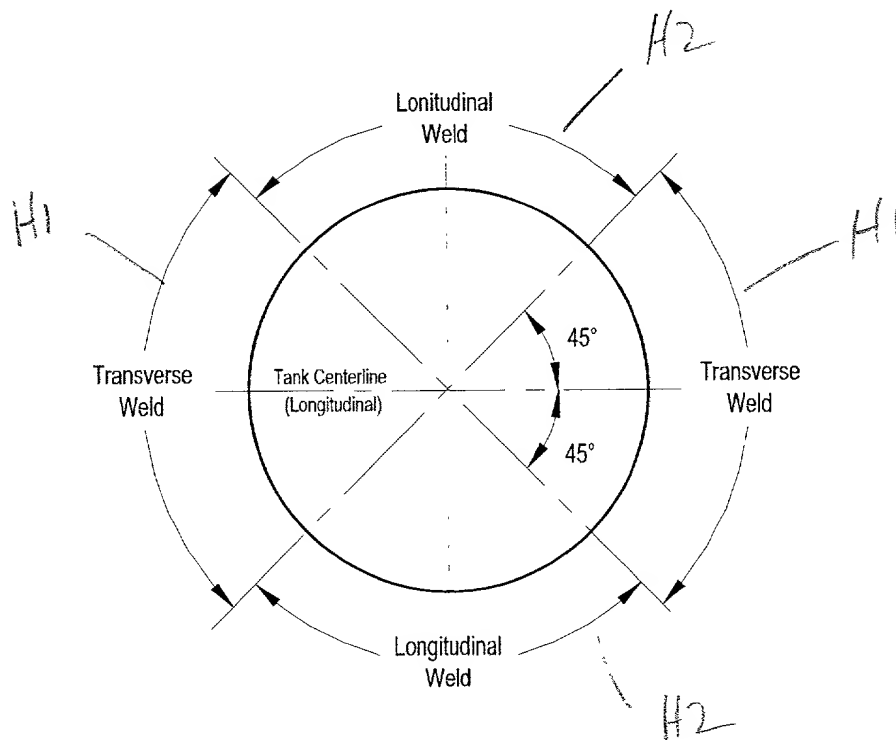 H2
Lonitudinal
Weld
H1
H1
45°
Transverse
Weld
Tank Centerline
(Longitudinal)
Transverse
Weld
45°
Longitudinal
Weld
H2